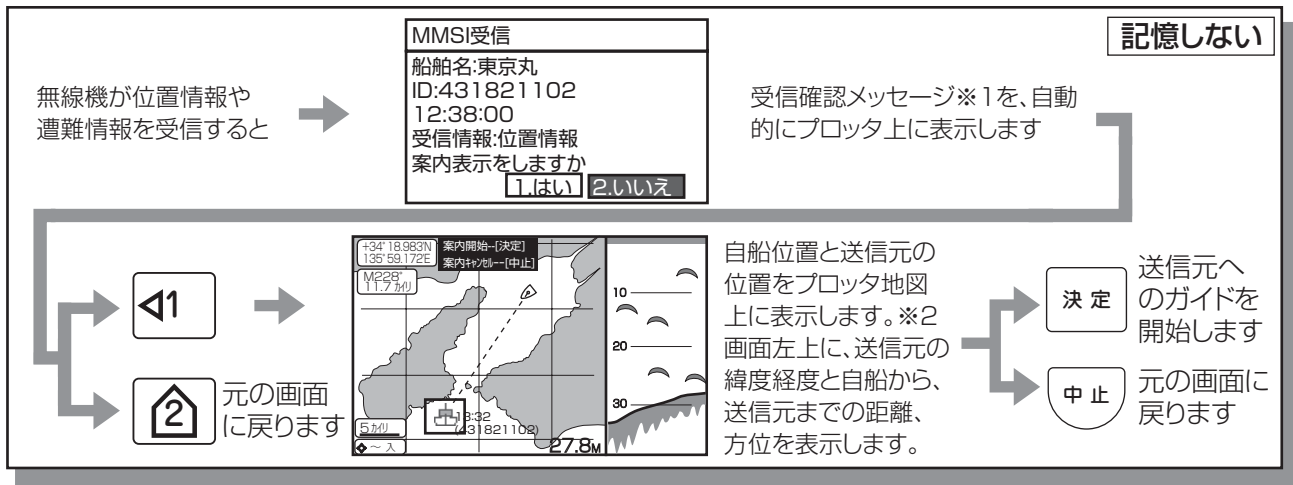 記憶しない
無線機が位置情報や
遭難情報を受信すると
MMSI受信
船舶名:東京丸
ID:431821102
12:38:00
受信情報:位置情報
案内表示をしますか
1.はい 2.いいえ
受信確認メッセージ※1を、自動
的にプロッタ上に表示します
1
2
元の画面
に戻ります
+34°18.983'N
135°59.172'E
案内開始--[決定]
案内ｷｬﾝｾﾙ--[中止]
M228°
11.7 ｶｲﾘ
10
20
30
3:32
(431821102)
5ｶｲﾘ
～入
27.8M
自船位置と送信元の
位置をプロッタ地図
上に表示します。※2
画面左上に、送信元の
緯度経度と自船から、
送信元までの距離、
方位を表示します。
決定
送信元へ
のガイドを
開始します
中止
元の画面に
戻ります